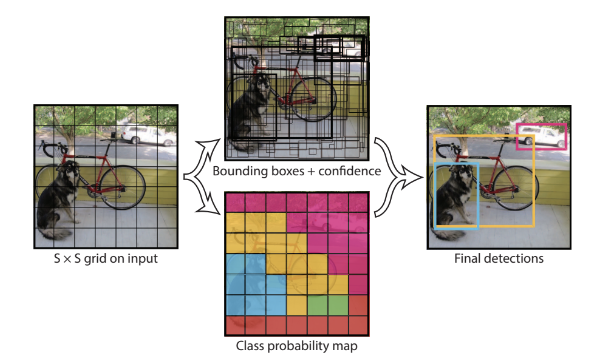 Bounding boxes + confidence
S × S grid on input
Final detections
Class probability map